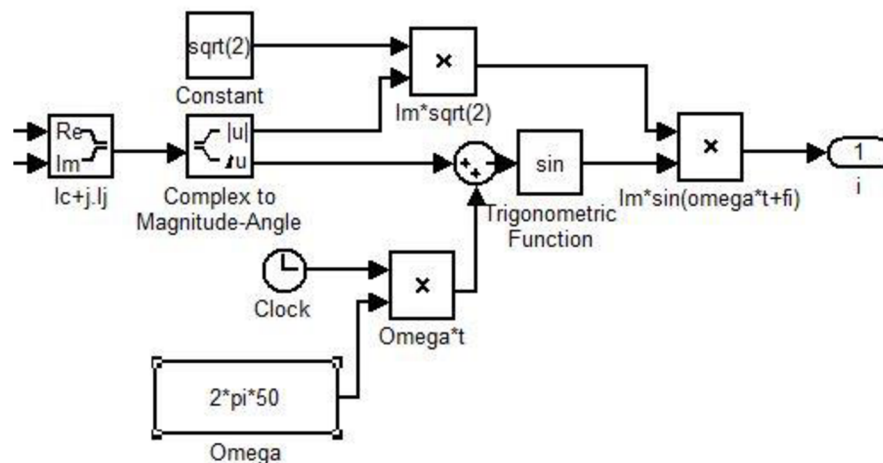 sqrt(2)
Constant
×
Im*sqrt(2)
Re
Im
Ic+j.Ij
|u|
u
Complex to
Magnitude-Angle
+
+
sin
Trigonometric
Function
×
Im*sin(omega*t+fi)
1
i
Clock
×
Omega*t
2*pi*50
Omega